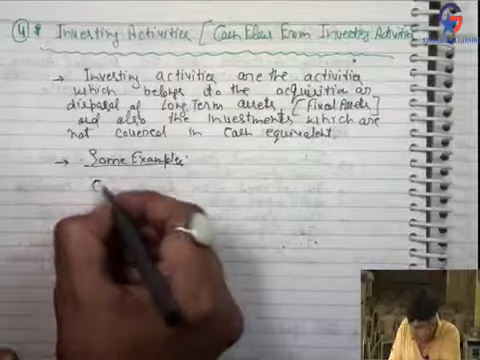 4 Investing Activities [Cash Flow From Investing Activities
→ Investing activities are the activities
which belongs to the acquisition or
disposal of Long Term assets, [Fixed Assets]
and also the Investments, which are
not covered in Cash equivalent.
→ Some Examples